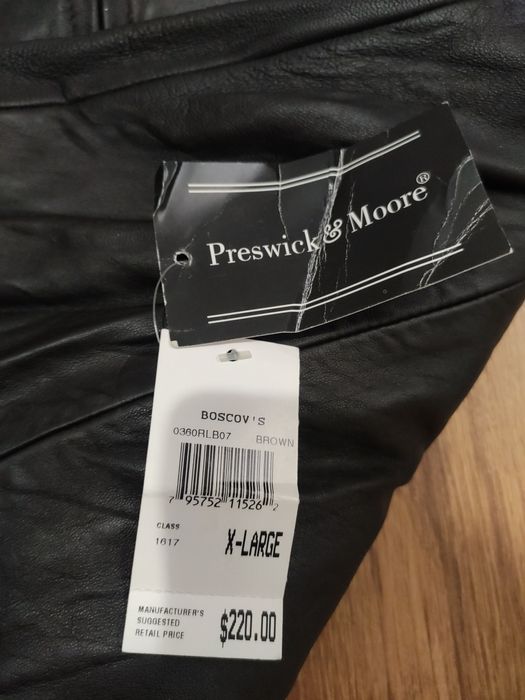 Preswick & Moore®
BOSCOV'S
0360RLB07 BROWN
7 95752 11526 2
CLASS
1617
X-LARGE
MANUFACTURER'S
SUGGESTED
RETAIL PRICE
$220.00